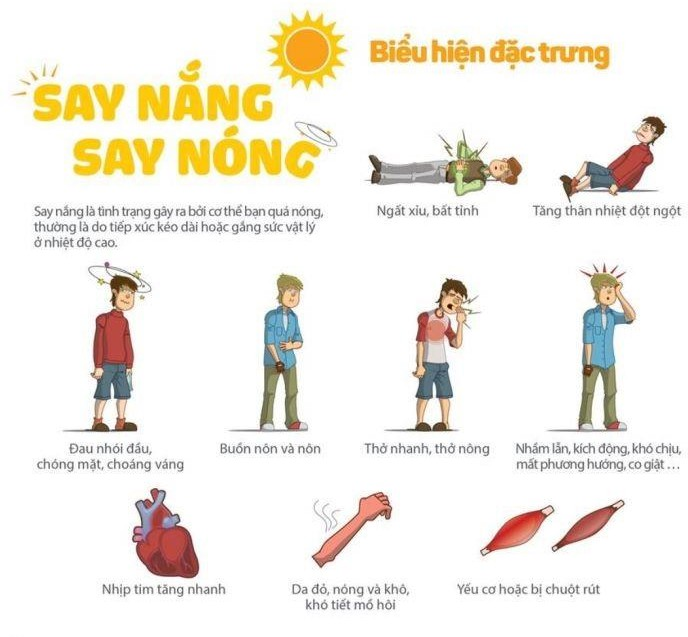 Biểu hiện đặc trưng
SAY NẮNG
SAY NÓNG
Say nắng là tình trạng gây ra bởi cơ thể bạn quá nóng,
thường là do tiếp xúc kéo dài hoặc gắng sức vật lý
ở nhiệt độ cao.
Ngất xỉu, bất tỉnh
Tăng thân nhiệt đột ngột
Đau nhói đầu,
chóng mặt, choáng váng
Buồn nôn và nôn
Thở nhanh, thở nông
Nhầm lẫn, kích động, khó chịu,
mất phương hướng, co giật ...
Nhịp tim tăng nhanh
Da đỏ, nóng và khô,
khó tiết mồ hôi
Yếu cơ hoặc bị chuột rút